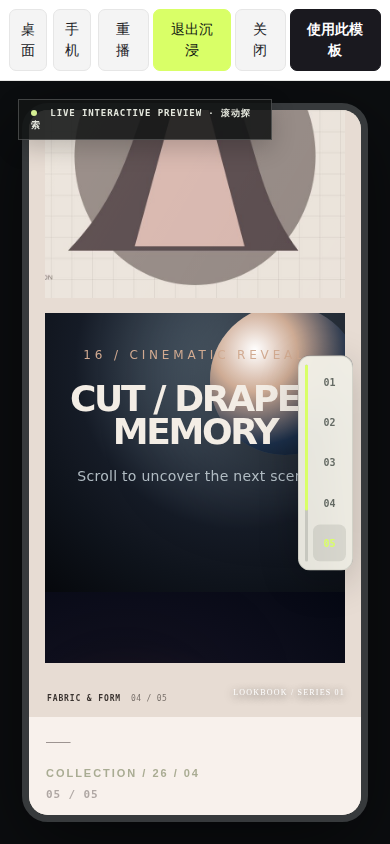 桌
面
手
机
重
播
退出沉
浸
关
闭
使用此模
板
LIVE INTERACTIVE PREVIEW · 滚动探
索
16 / CINEMATIC REVEA
CUT / DRAPE
MEMORY
Scroll to uncover the next scen
01
02
03
04
05
FABRIC & FORM 04 / 05
LOOKBOOK / SERIES 01
COLLECTION / 26 / 04
05 / 05